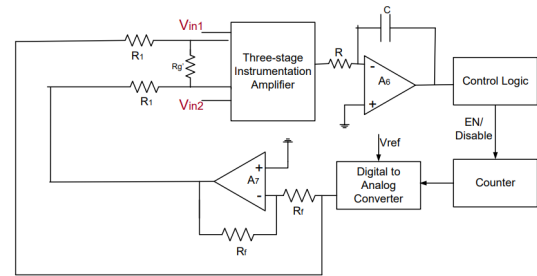 Vin1
C
R1
Rg'
Three-stage
Instrumentation
Amplifier
R
-
A6
+
Control Logic
R1
Vin2
EN/
Disable
Vref
+
A7
-
Digital to
Analog
Converter
Counter
Rf
Rf